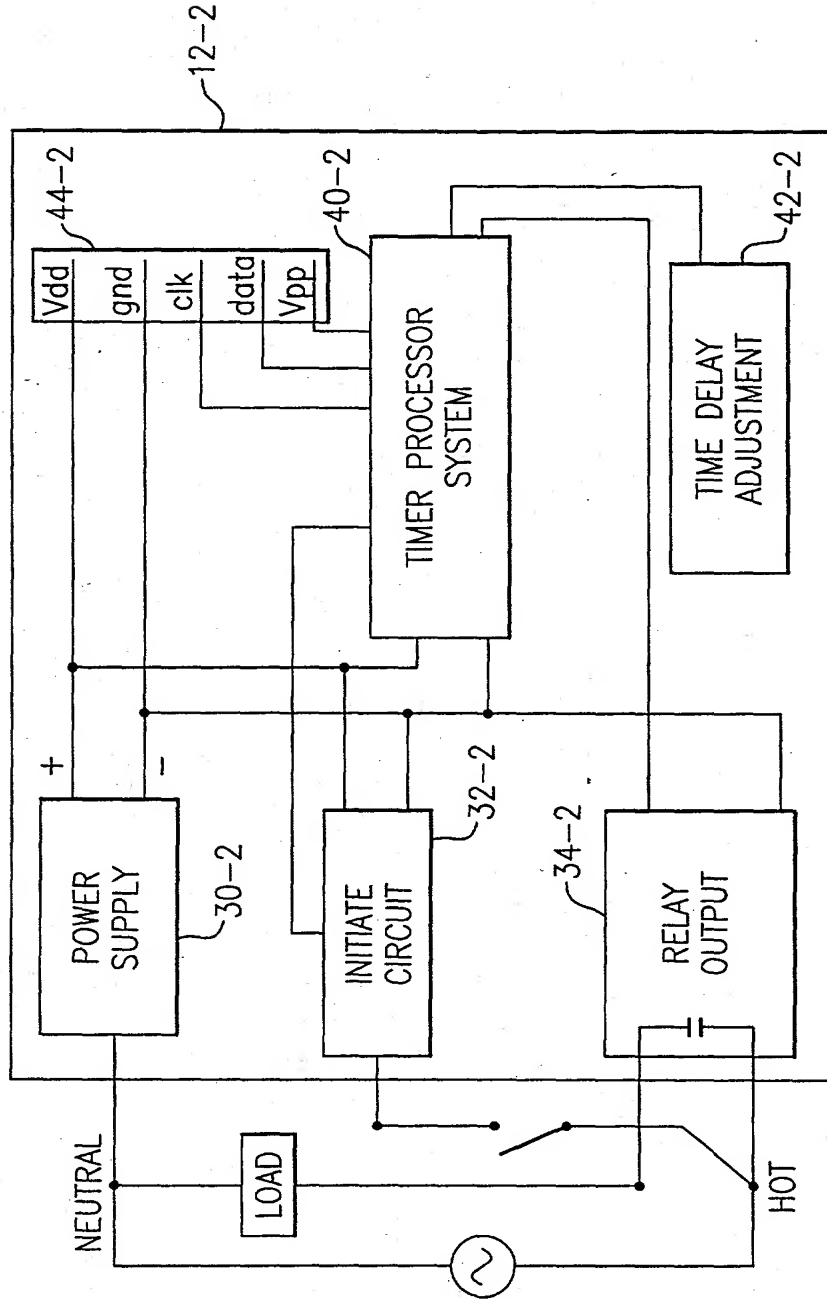 12-2
44-2
Vdd
gnd
clk
data
Vpp
40-2
TIMER PROCESSOR
SYSTEM
42-2
TIME DELAY
ADJUSTMENT
+
−
POWER
SUPPLY
30-2
INITIATE
CIRCUIT
32-2
34-2
RELAY
OUTPUT
NEUTRAL
LOAD
HOT